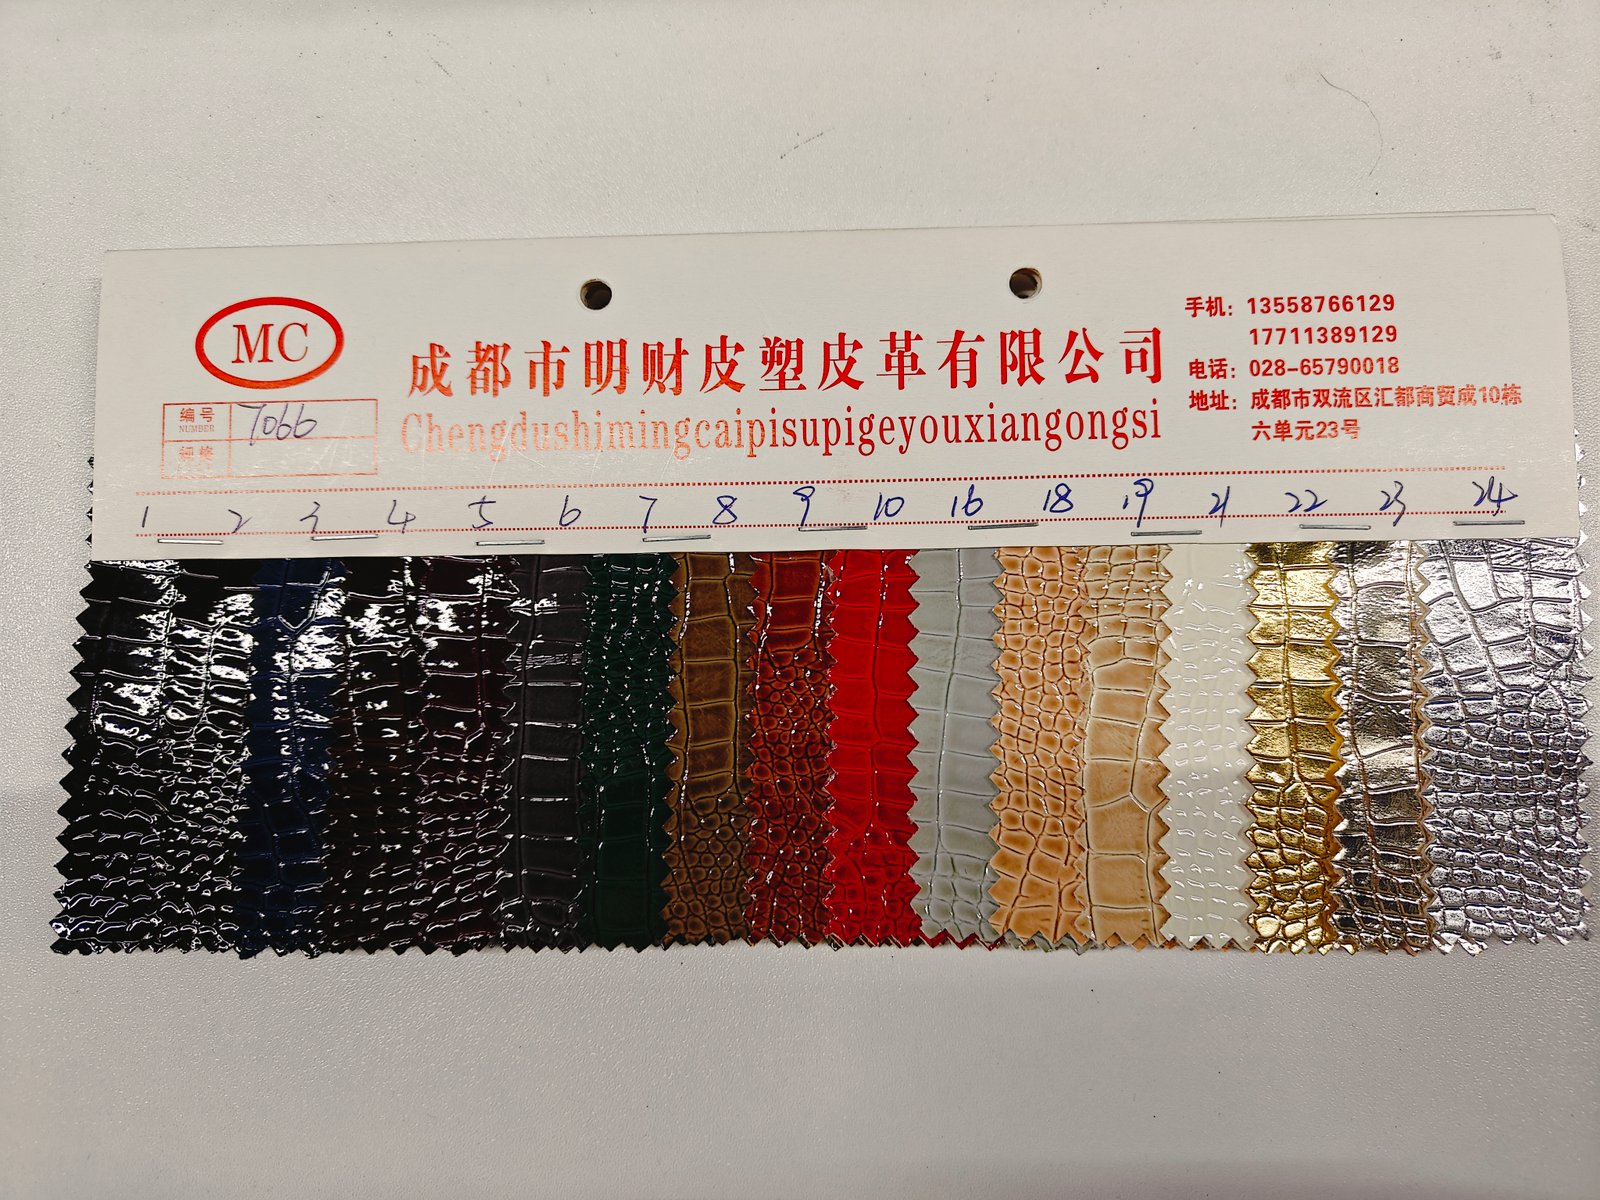 MC
编号
NUMBER
7066
规格
成都市明财皮塑皮革有限公司
Chengdushimingcaipisupigeyouxiangongsi
手机：13558766129
17711389129
电话：028-65790018
地址：成都市双流区汇都商贸成10栋
六单元23号
1 2 3 4 5 6 7 8 9 10 16 18 19 21 22 23 24